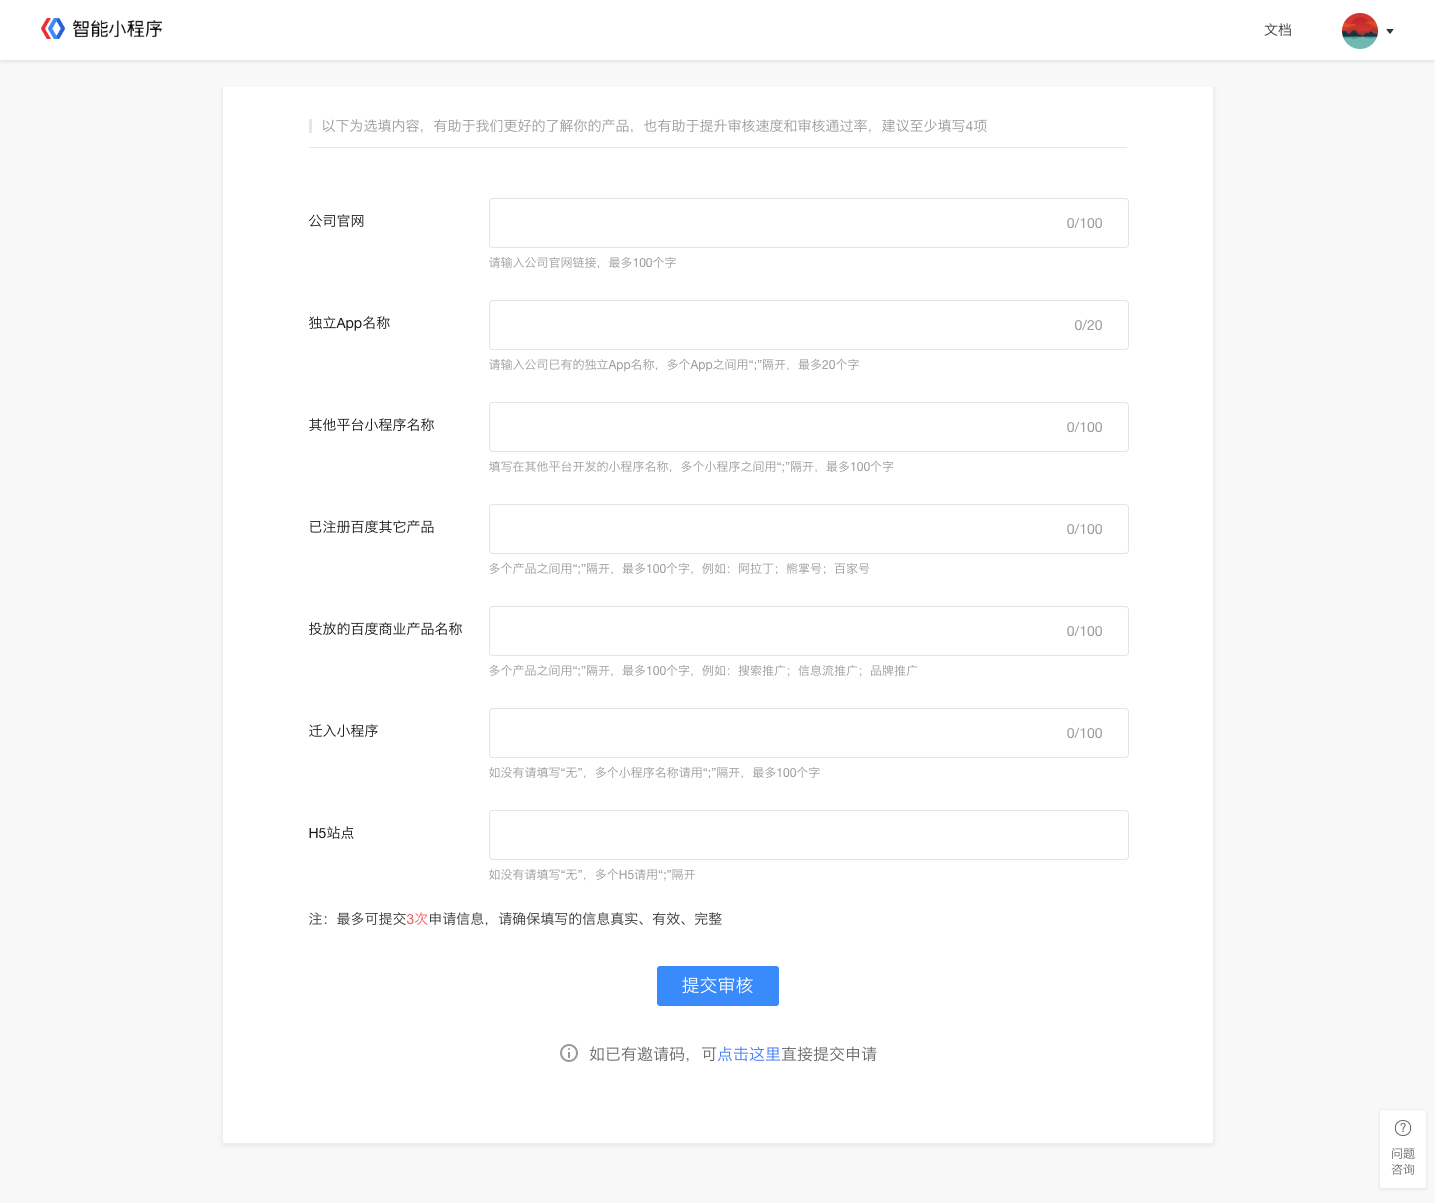 智能小程序
文档
以下为选填内容，有助于我们更好的了解你的产品，也有助于提升审核速度和审核通过率，建议至少填写4项
公司官网
0/100
请输入公司官网链接，最多100个字
独立App名称
0/20
请输入公司已有的独立App名称，多个App之间用“;”隔开，最多20个字
其他平台小程序名称
0/100
填写在其他平台开发的小程序名称，多个小程序之间用“;”隔开，最多100个字
已注册百度其它产品
0/100
多个产品之间用“;”隔开，最多100个字，例如：阿拉丁；熊掌号；百家号
投放的百度商业产品名称
0/100
多个产品之间用“;”隔开，最多100个字，例如：搜索推广；信息流推广；品牌推广
迁入小程序
0/100
如没有请填写“无”，多个小程序名称请用“;”隔开，最多100个字
H5站点
如没有请填写“无”，多个H5请用“;”隔开
注：最多可提交3次申请信息，请确保填写的信息真实、有效、完整
提交审核
如已有邀请码，可点击这里直接提交申请
问题
咨询